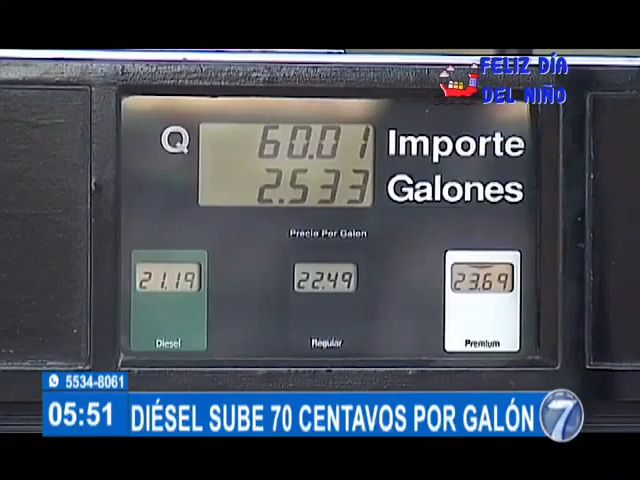 FELIZ DÍA
DEL NIÑO
Q 60.01 Importe
2.533 Galones
Precio Por Galon
21.19 22.49 23.69
Diesel Regular Premium
5534-8061
05:51 DIÉSEL SUBE 70 CENTAVOS POR GALÓN 7